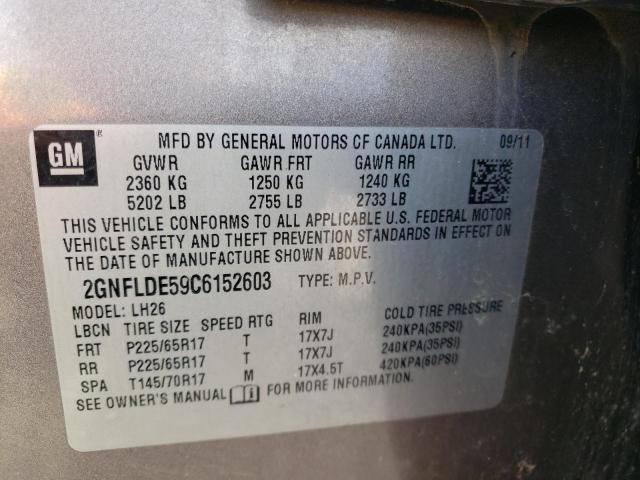 GM
MFD BY GENERAL MOTORS OF CANADA LTD. 09/11
GVWR GAWR FRT GAWR RR
2360 KG 1250 KG 1240 KG
5202 LB 2755 LB 2733 LB
THIS VEHICLE CONFORMS TO ALL APPLICABLE U.S. FEDERAL MOTOR
VEHICLE SAFETY AND THEFT PREVENTION STANDARDS IN EFFECT ON
THE DATE OF MANUFACTURE SHOWN ABOVE.
2GNFLDE59C6152603 TYPE: M.P.V.
MODEL: LH26
LBCN TIRE SIZE SPEED RTG RIM COLD TIRE PRESSURE
FRT P225/65R17 T 17X7J 240KPA(35PSI)
RR P225/65R17 T 17X7J 240KPA(35PSI)
SPA T145/70R17 M 17X4.5T 420KPA(60PSI)
SEE OWNER'S MANUAL FOR MORE INFORMATION.